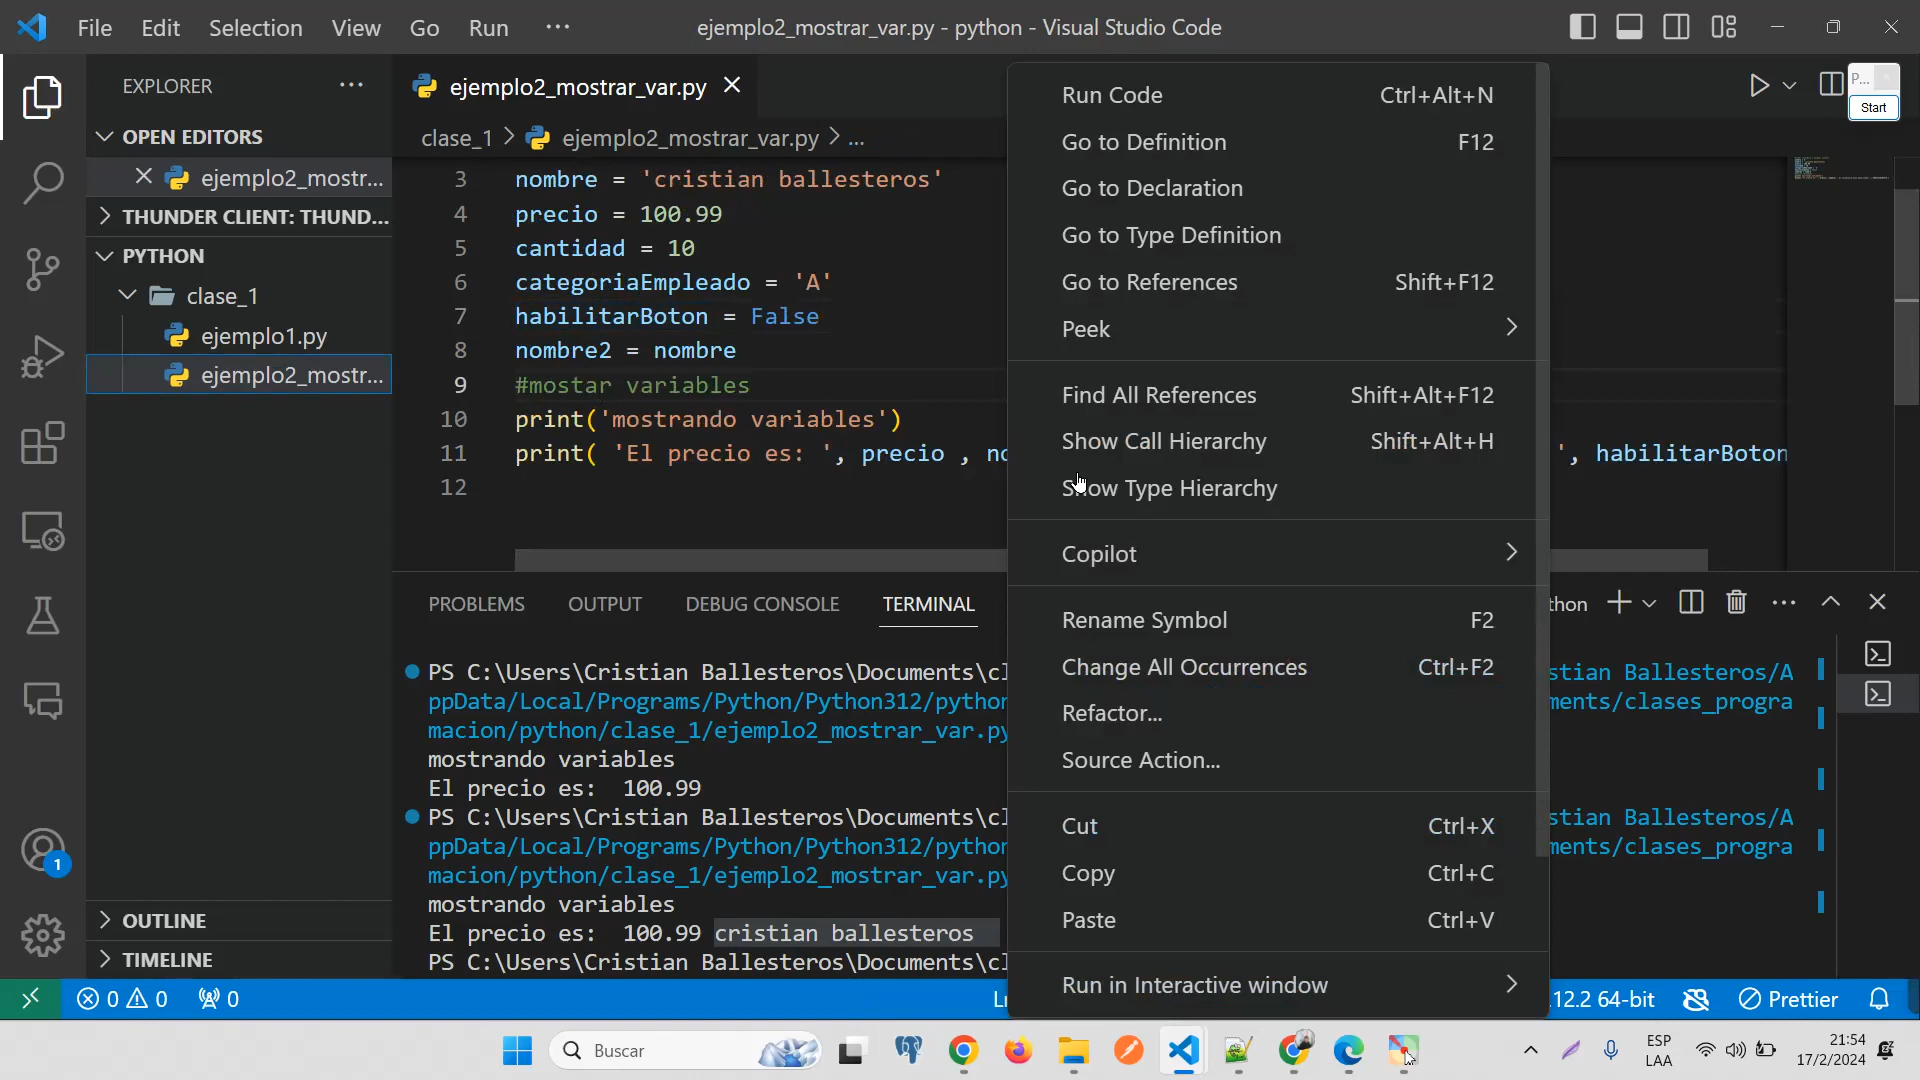 File Edit Selection View Go Run ···
ejemplo2_mostrar_var.py - python - Visual Studio Code
EXPLORER ···
OPEN EDITORS
ejemplo2_mostr...
THUNDER CLIENT: THUND...
PYTHON
clase_1
ejemplo1.py
ejemplo2_mostr...
OUTLINE
TIMELINE
1
ejemplo2_mostrar_var.py
clase_1 > ejemplo2_mostrar_var.py > ...
P...
Start
3 nombre = 'cristian ballesteros'
4 precio = 100.99
5 cantidad = 10
6 categoriaEmpleado = 'A'
7 habilitarBoton = False
8 nombre2 = nombre
9 #mostar variables
10 print('mostrando variables')
11 print( 'El precio es: ', precio , no ', habilitarBoton
12
Run Code Ctrl+Alt+N
Go to Definition F12
Go to Declaration
Go to Type Definition
Go to References Shift+F12
Peek
Find All References Shift+Alt+F12
Show Call Hierarchy Shift+Alt+H
Show Type Hierarchy
Copilot
Rename Symbol F2
Change All Occurrences Ctrl+F2
Refactor...
Source Action...
Cut Ctrl+X
Copy Ctrl+C
Paste Ctrl+V
Run in Interactive window
PROBLEMS OUTPUT DEBUG CONSOLE TERMINAL thon
PS C:\Users\Cristian Ballesteros\Documents\cl stian Ballesteros/A
ppData/Local/Programs/Python/Python312/python ments/clases_progra
macion/python/clase_1/ejemplo2_mostrar_var.py
mostrando variables
El precio es:  100.99
PS C:\Users\Cristian Ballesteros\Documents\cl stian Ballesteros/A
ppData/Local/Programs/Python/Python312/python ments/clases_progra
macion/python/clase_1/ejemplo2_mostrar_var.py
mostrando variables
El precio es:  100.99 cristian ballesteros
PS C:\Users\Cristian Ballesteros\Documents\cl
0 0 0 Ln .12.2 64-bit Prettier
Buscar
ESP
LAA
21:54
17/2/2024